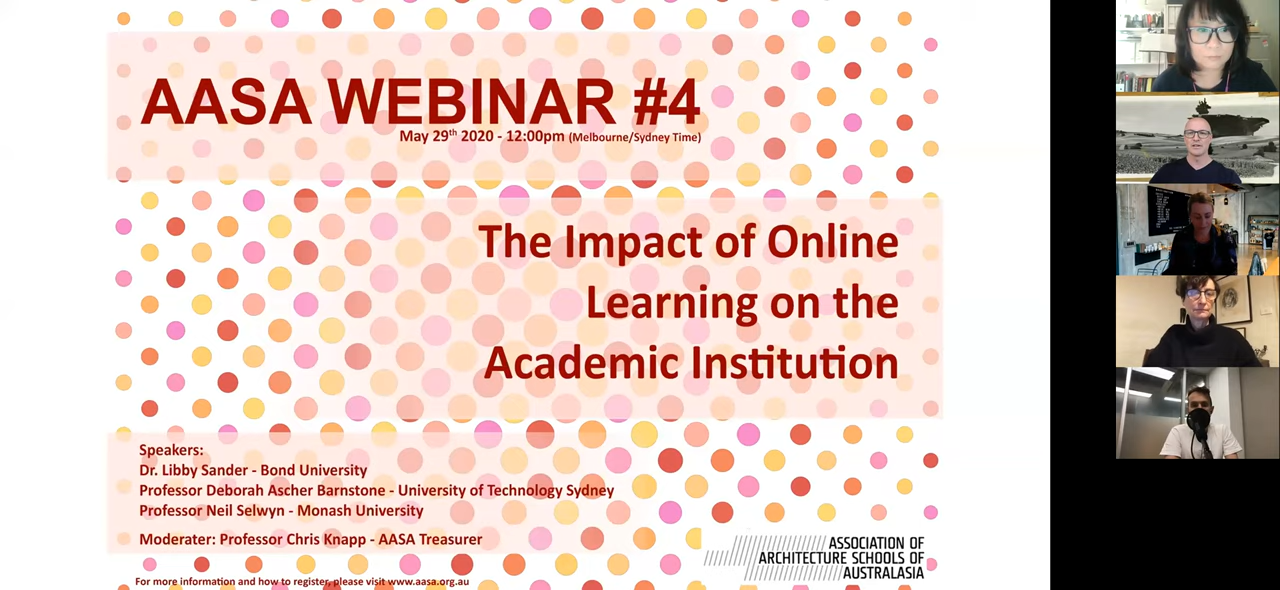 AASA WEBINAR #4
May 29th 2020 - 12:00pm (Melbourne/Sydney Time)
The Impact of Online
Learning on the
Academic Institution
Speakers:
Dr. Libby Sander - Bond University
Professor Deborah Ascher Barnstone - University of Technology Sydney
Professor Neil Selwyn - Monash University
Moderater: Professor Chris Knapp - AASA Treasurer
ASSOCIATION OF
ARCHITECTURE SCHOOLS OF
AUSTRALASIA
For more information and how to register, please visit www.aasa.org.au